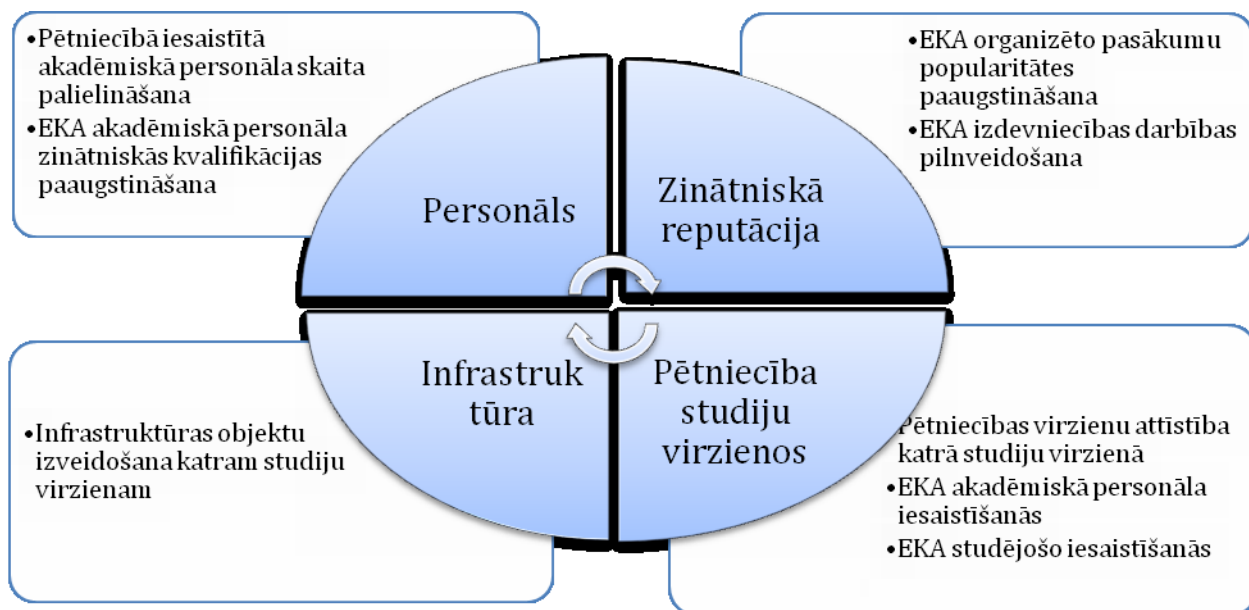 •Pētniecībā iesaistītā
akadēmiskā personāla skaita
palielināšana
•EKA akadēmiskā personāla
zinātniskās kvalifikācijas
paaugstināšana
Personāls
Zinātniskā
reputācija
•EKA organizēto pasākumu
popularitātes
paaugstināšana
•EKA izdevniecības darbības
pilnveidošana
•Infrastruktūras objektu
izveidošana katram studiju
virzienam
Infrastruk
tūra
Pētniecība
studiju
virzienos
Pētniecības virzienu attīstība
katrā studiju virzienā
•EKA akadēmiskā personāla
iesaistīšanās
•EKA studējošo iesaistīšanās